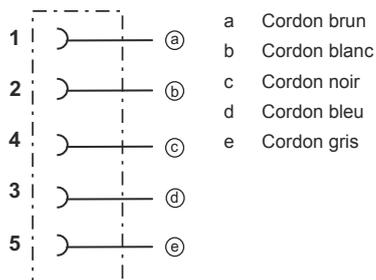 1 ⓐ
2 ⓑ
4 ⓒ
3 ⓓ
5 ⓔ
a Cordon brun
b Cordon blanc
c Cordon noir
d Cordon bleu
e Cordon gris